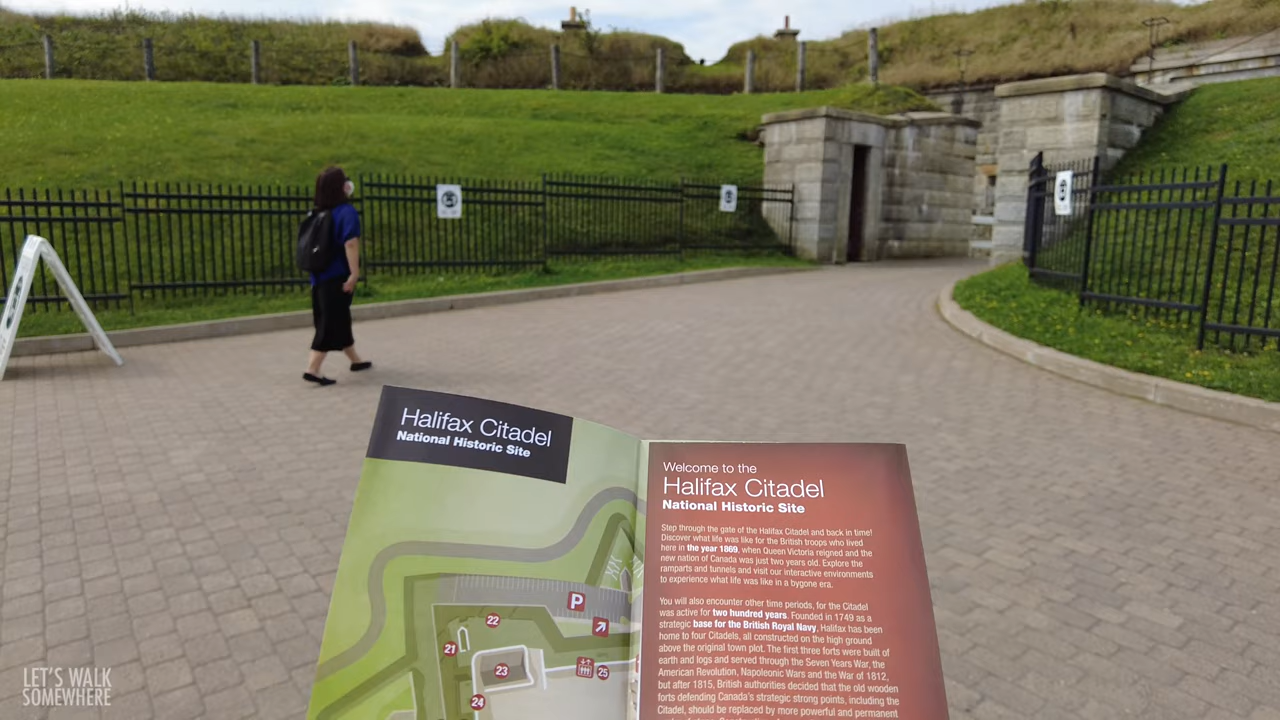 Halifax Citadel
National Historic Site
P
22
21
23
24
25
Welcome to the
Halifax Citadel
National Historic Site
Step through the gate of the Halifax Citadel and back in time!
Discover what life was like for the British troops who lived
here in the year 1869, when Queen Victoria reigned and the
new nation of Canada was just two years old. Explore the
ramparts and tunnels and visit our interactive environments
to experience what life was like in a bygone era.
You will also encounter other time periods, for the Citadel
was active for two hundred years. Founded in 1749 as a
strategic base for the British Royal Navy, Halifax has been
home to four Citadels, all constructed on the high ground
above the original town plot. The first three forts were built of
earth and logs and served through the Seven Years War, the
American Revolution, Napoleonic Wars and the War of 1812,
but after 1815, British authorities decided that the old wooden
forts defending Canada's strategic strong points, including the
Citadel, should be replaced by more powerful and permanent
LET'S WALK
SOMEWHERE